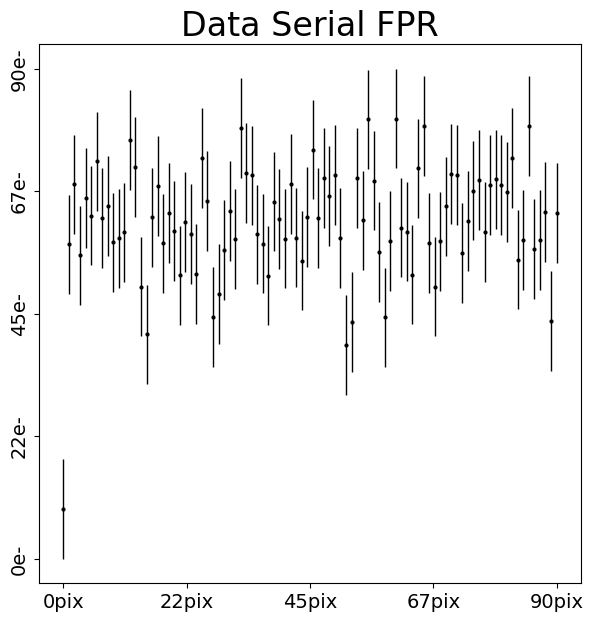 Data Serial FPR
90e-
67e-
45e-
22e-
0e-
0pix 22pix 45pix 67pix 90pix